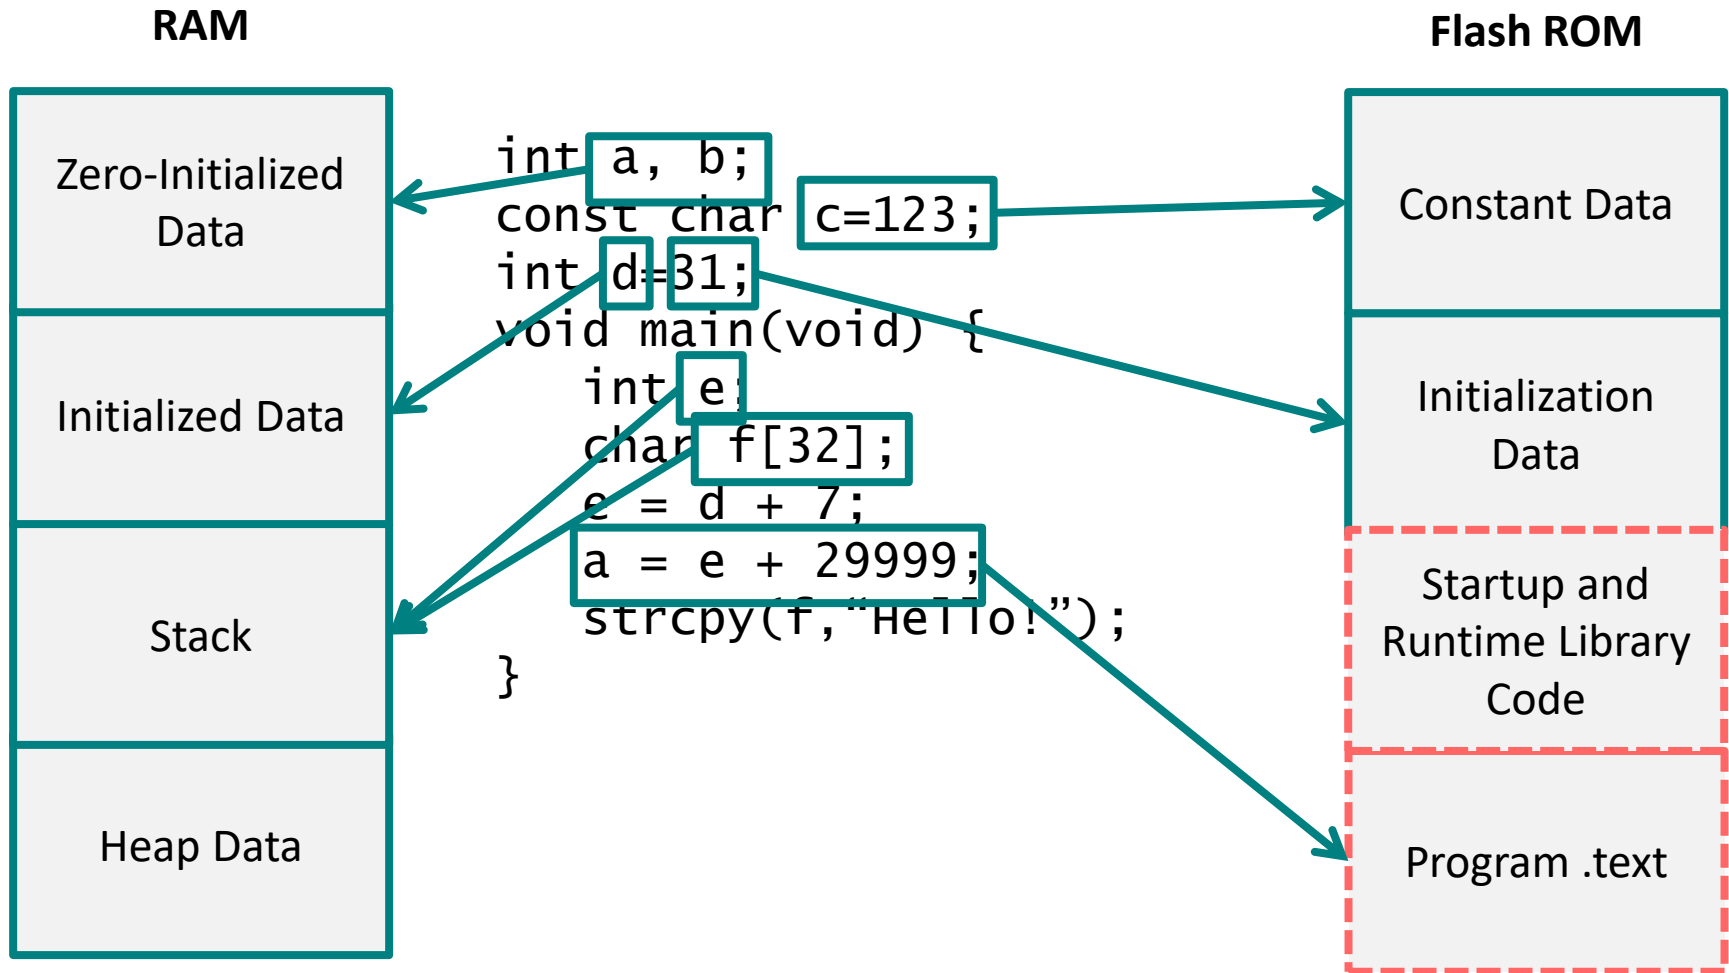 RAM
Flash ROM
Zero-Initialized
Data
Initialized Data
Stack
Heap Data
int a, b;
const char c=123;
int d=31;
void main(void) {
int e;
char f[32];
e = d + 7;
a = e + 29999;
strcpy(f,“Hello!”);
}
Constant Data
Initialization
Data
Startup and
Runtime Library
Code
Program .text